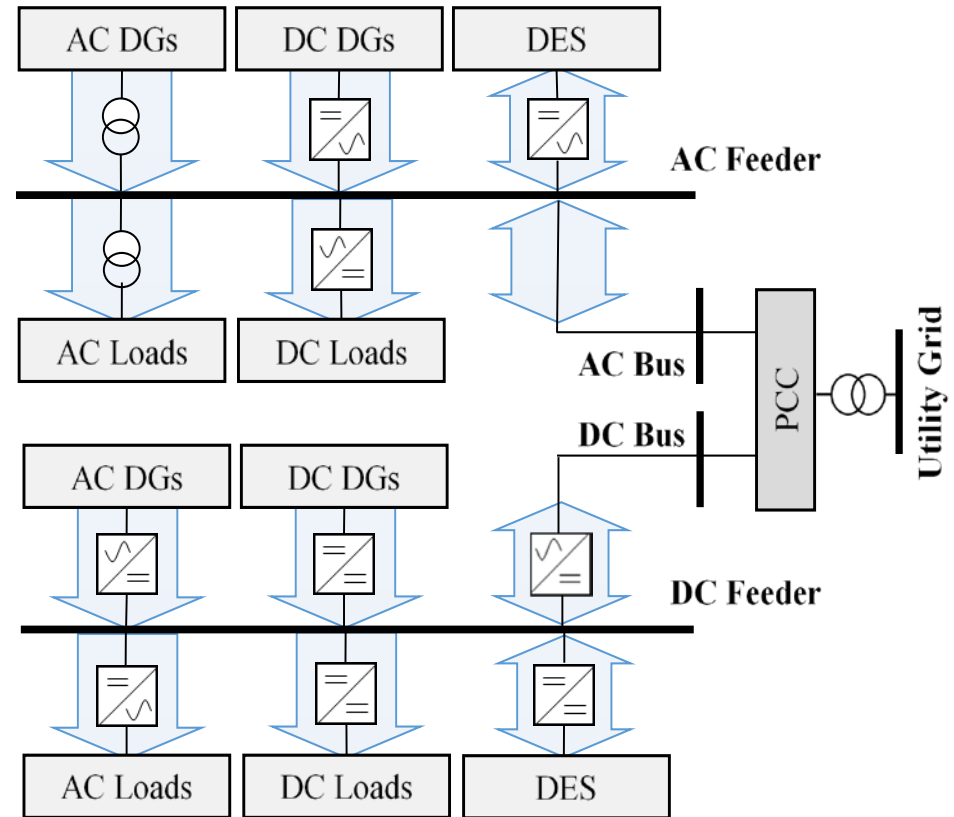 AC DGs
DC DGs
DES
AC Feeder
AC Loads
DC Loads
AC Bus
PCC
Utility Grid
DC Bus
AC DGs
DC DGs
DC Feeder
AC Loads
DC Loads
DES